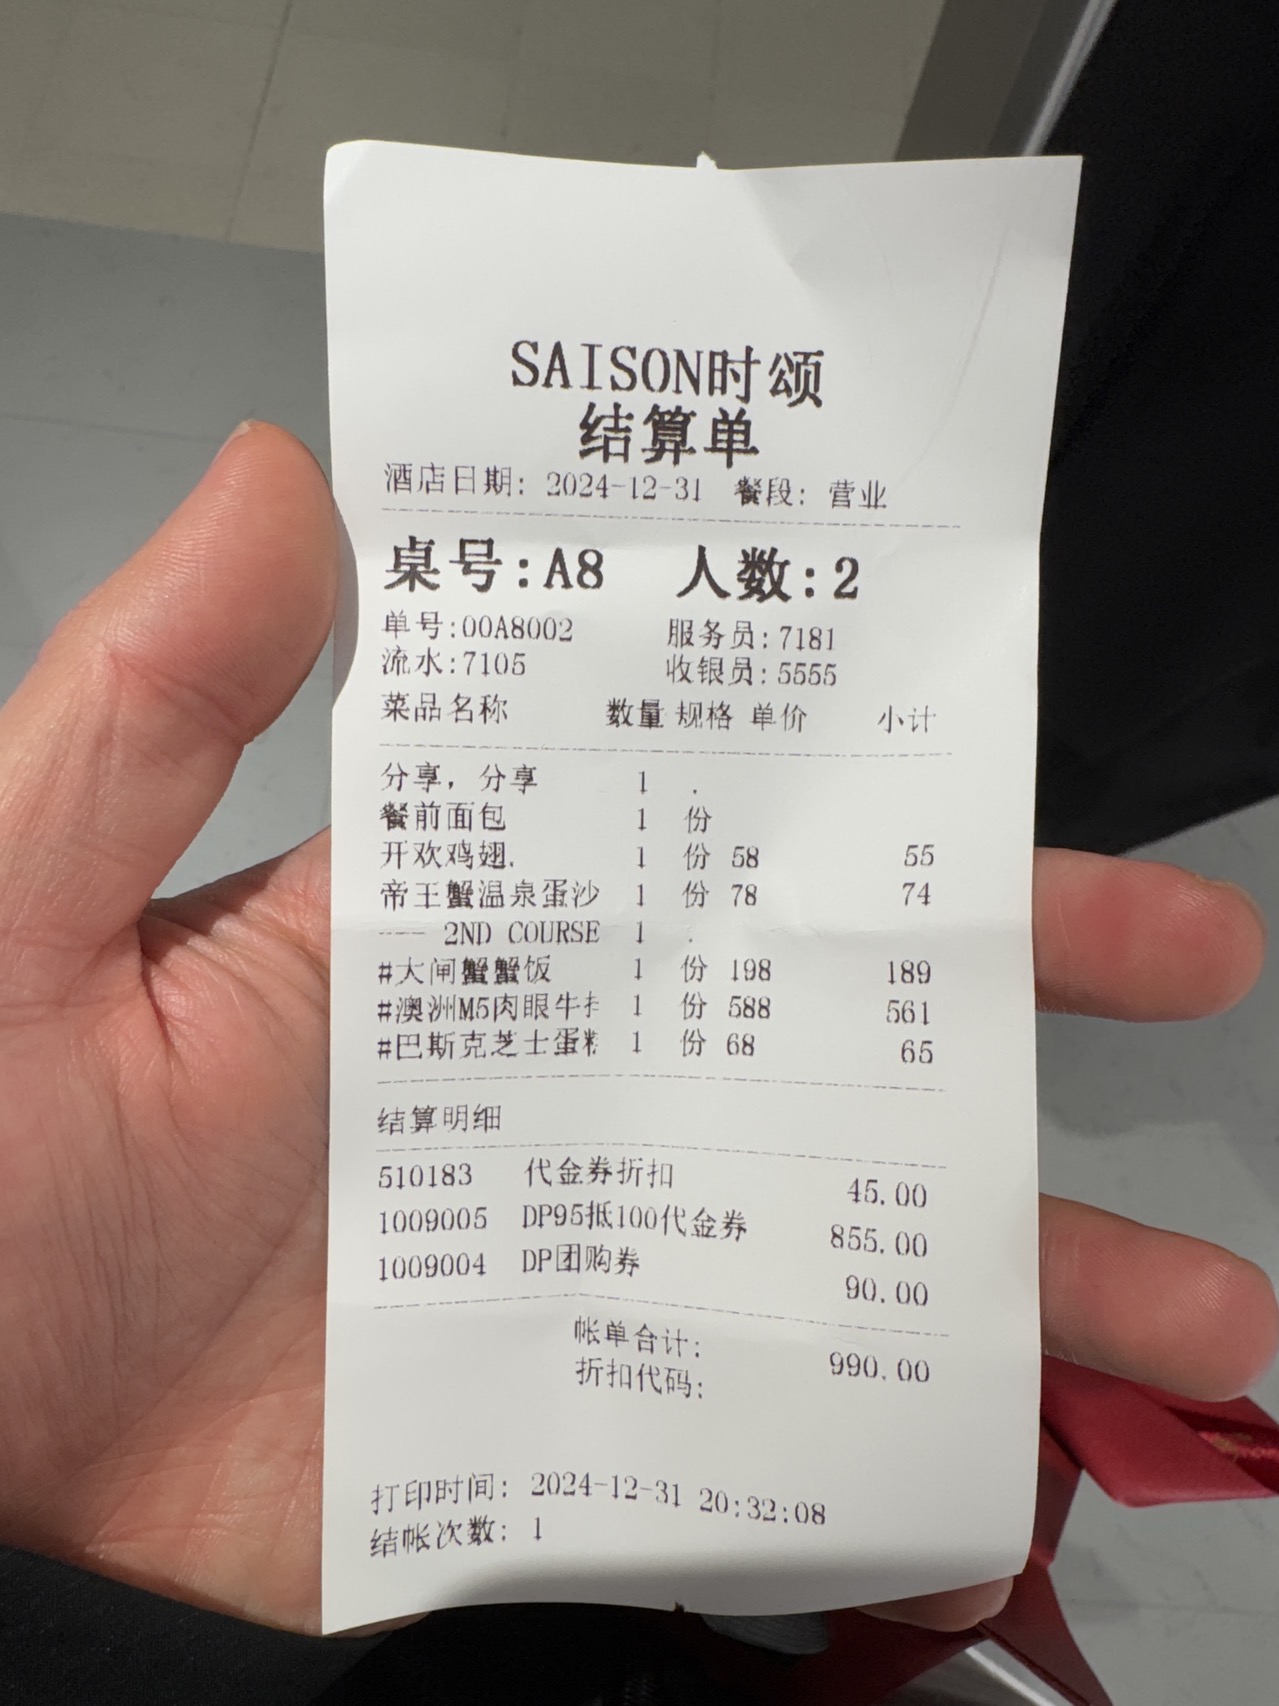 SAISON时颂
结算单
酒店日期: 2024-12-31 餐段: 营业
桌号:A8 人数:2
单号:00A8002 服务员:7181
流水:7105 收银员:5555
菜品名称 数量 规格 单价 小计
分享，分享 1 .
餐前面包 1 份
开欢鸡翅. 1 份 58 55
帝王蟹温泉蛋沙 1 份 78 74
--- 2ND COURSE 1 .
#大闸蟹蟹饭 1 份 198 189
#澳洲M5肉眼牛 1 份 588 561
#巴斯克芝士蛋 1 份 68 65
结算明细
510183 代金券折扣 45.00
1009005 DP95抵100代金券 855.00
1009004 DP团购券 90.00
帐单合计: 990.00
折扣代码:
打印时间: 2024-12-31 20:32:08
结帐次数: 1